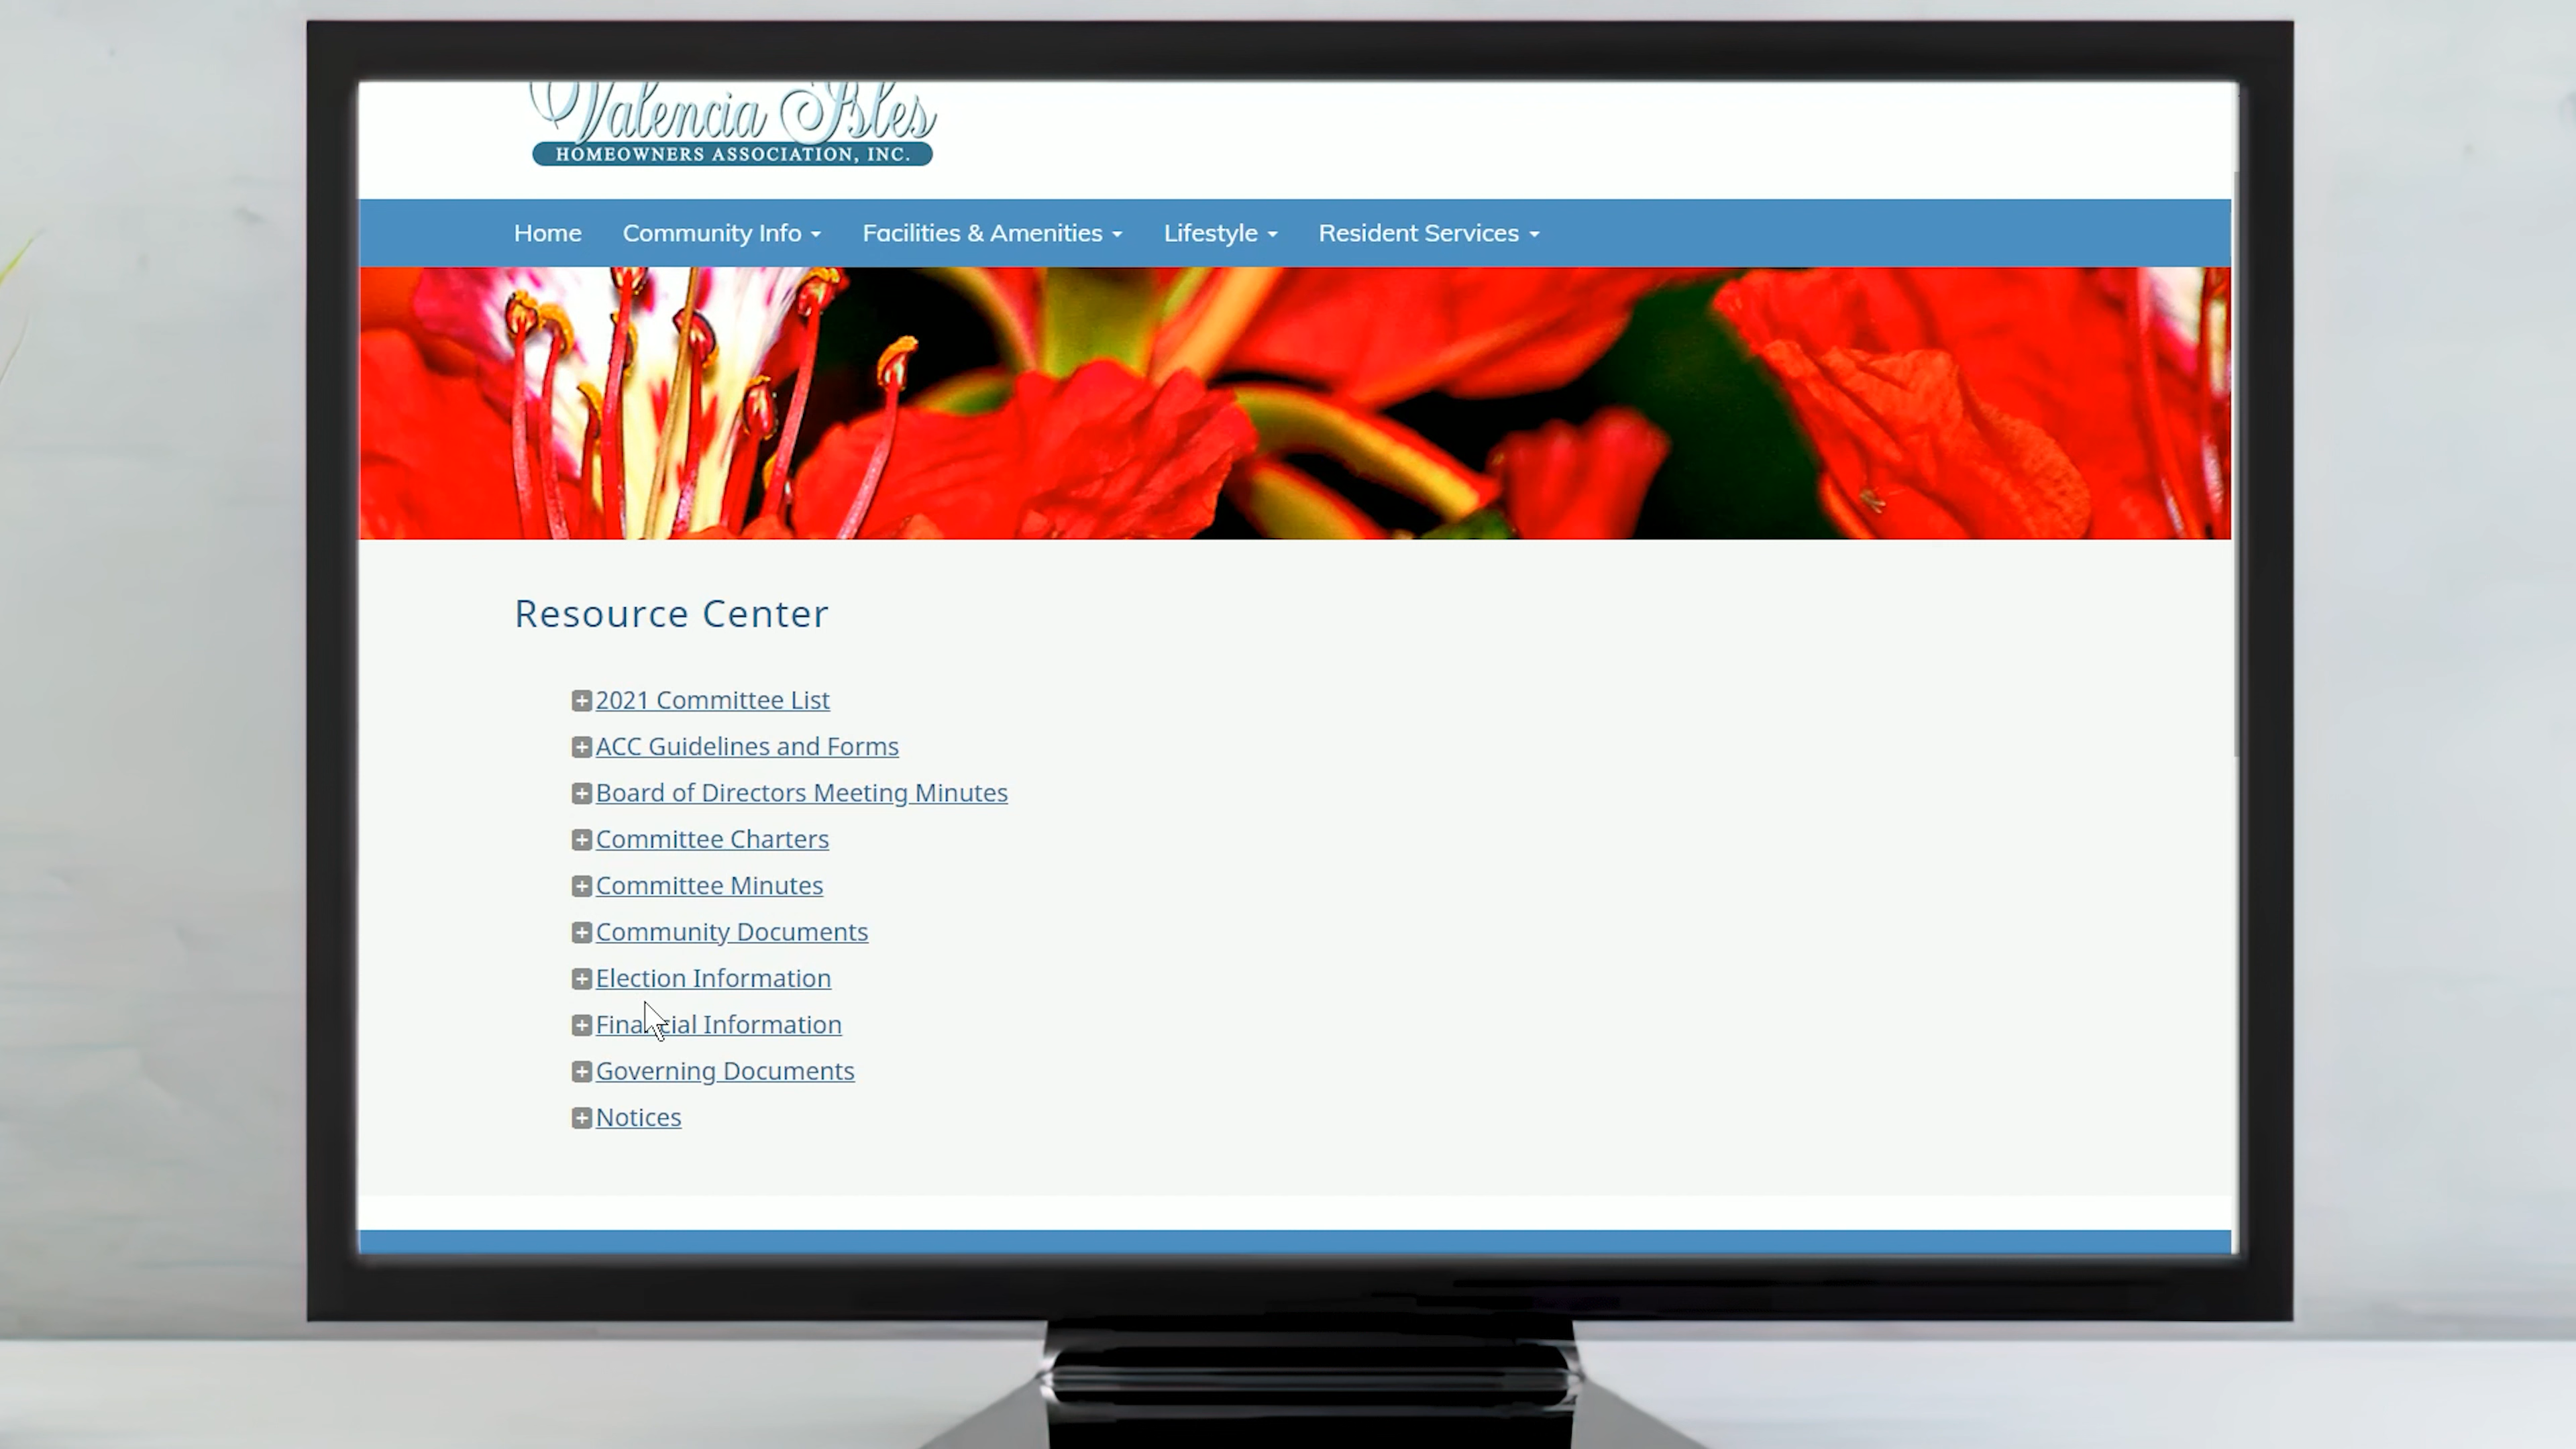 Valencia Isles
HOMEOWNERS ASSOCIATION, INC.
Home Community Info Facilities & Amenities Lifestyle Resident Services
Resource Center
2021 Committee List
ACC Guidelines and Forms
Board of Directors Meeting Minutes
Committee Charters
Committee Minutes
Community Documents
Election Information
Financial Information
Governing Documents
Notices